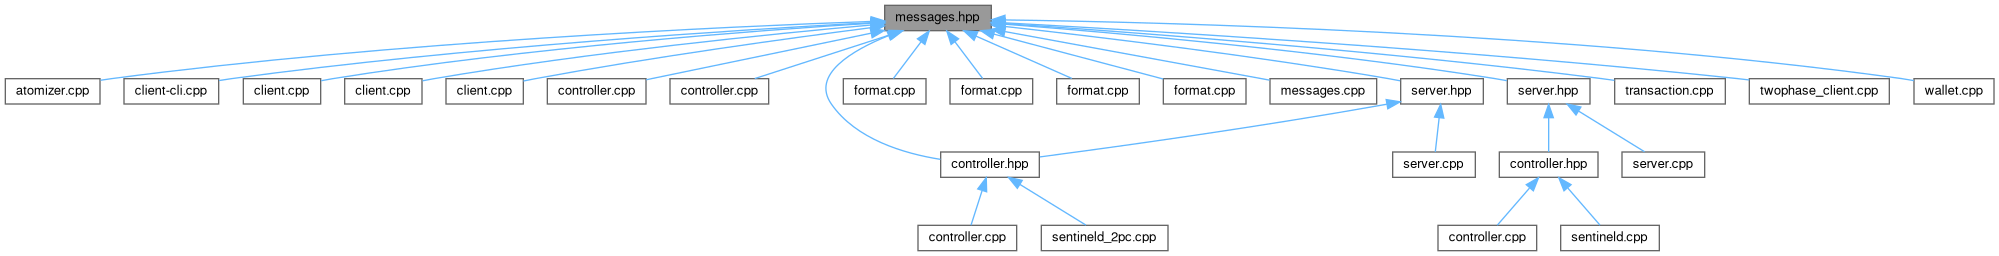 messages.hpp
atomizer.cpp
client-cli.cpp
client.cpp
client.cpp
client.cpp
controller.cpp
controller.cpp
format.cpp
format.cpp
format.cpp
format.cpp
messages.cpp
server.hpp
server.hpp
transaction.cpp
twophase_client.cpp
wallet.cpp
controller.hpp
server.cpp
controller.hpp
server.cpp
controller.cpp
sentineld_2pc.cpp
controller.cpp
sentineld.cpp